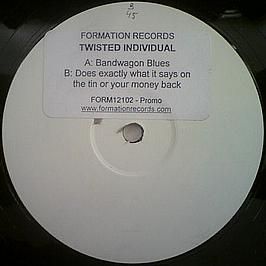 8
45
FORMATION RECORDS
TWISTED INDIVIDUAL
A: Bandwagon Blues
B: Does exactly what it says on
the tin or your money back
FORM12102 - Promo
www.formationrecords.com